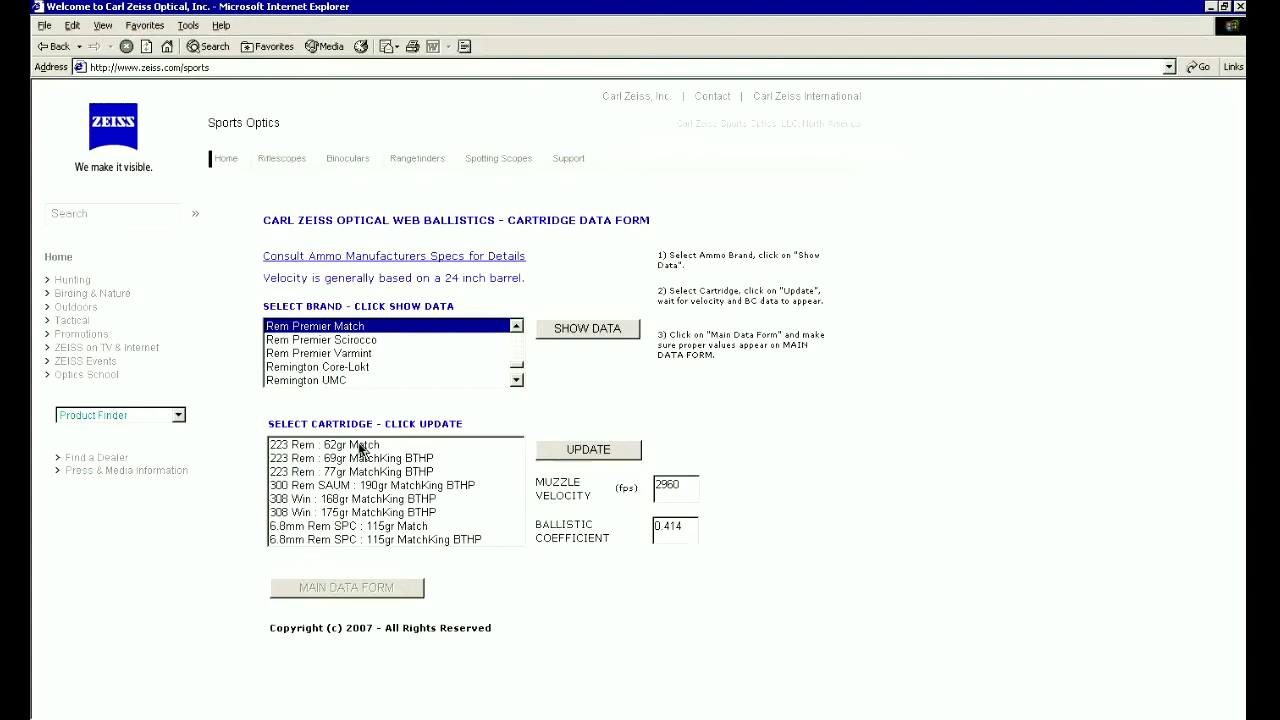 Welcome to Carl Zeiss Optical, Inc. - Microsoft Internet Explorer
File Edit View Favorites Tools Help
Back Search Favorites Media
Address http://www.zeiss.com/sports Go Links
Carl Zeiss, Inc. | Contact | Carl Zeiss International
ZEISS
Sports Optics
Carl Zeiss Sports Optics, LLC, North America
We make it visible.
Home Riflescopes Binoculars Rangefinders Spotting Scopes Support
Search »
CARL ZEISS OPTICAL WEB BALLISTICS - CARTRIDGE DATA FORM
Home
Hunting
Birding & Nature
Outdoors
Tactical
Promotions
ZEISS on TV & Internet
ZEISS Events
Optics School
Product Finder
Find a Dealer
Press & Media Information
Consult Ammo Manufacturers Specs for Details
Velocity is generally based on a 24 inch barrel.
SELECT BRAND - CLICK SHOW DATA
Rem Premier Match
Rem Premier Scirocco
Rem Premier Varmint
Remington Core-Lokt
Remington UMC
SHOW DATA
1) Select Ammo Brand, click on "Show
Data".
2) Select Cartridge, click on "Update",
wait for velocity and BC data to appear.
3) Click on "Main Data Form" and make
sure proper values appear on MAIN
DATA FORM.
SELECT CARTRIDGE - CLICK UPDATE
223 Rem : 62gr Match
223 Rem : 69gr MatchKing BTHP
223 Rem : 77gr MatchKing BTHP
300 Rem SAUM : 190gr MatchKing BTHP
308 Win : 168gr MatchKing BTHP
308 Win : 175gr MatchKing BTHP
6.8mm Rem SPC : 115gr Match
6.8mm Rem SPC : 115gr MatchKing BTHP
UPDATE
MUZZLE
VELOCITY (fps) 2960
BALLISTIC
COEFFICIENT 0.414
MAIN DATA FORM
Copyright (c) 2007 - All Rights Reserved